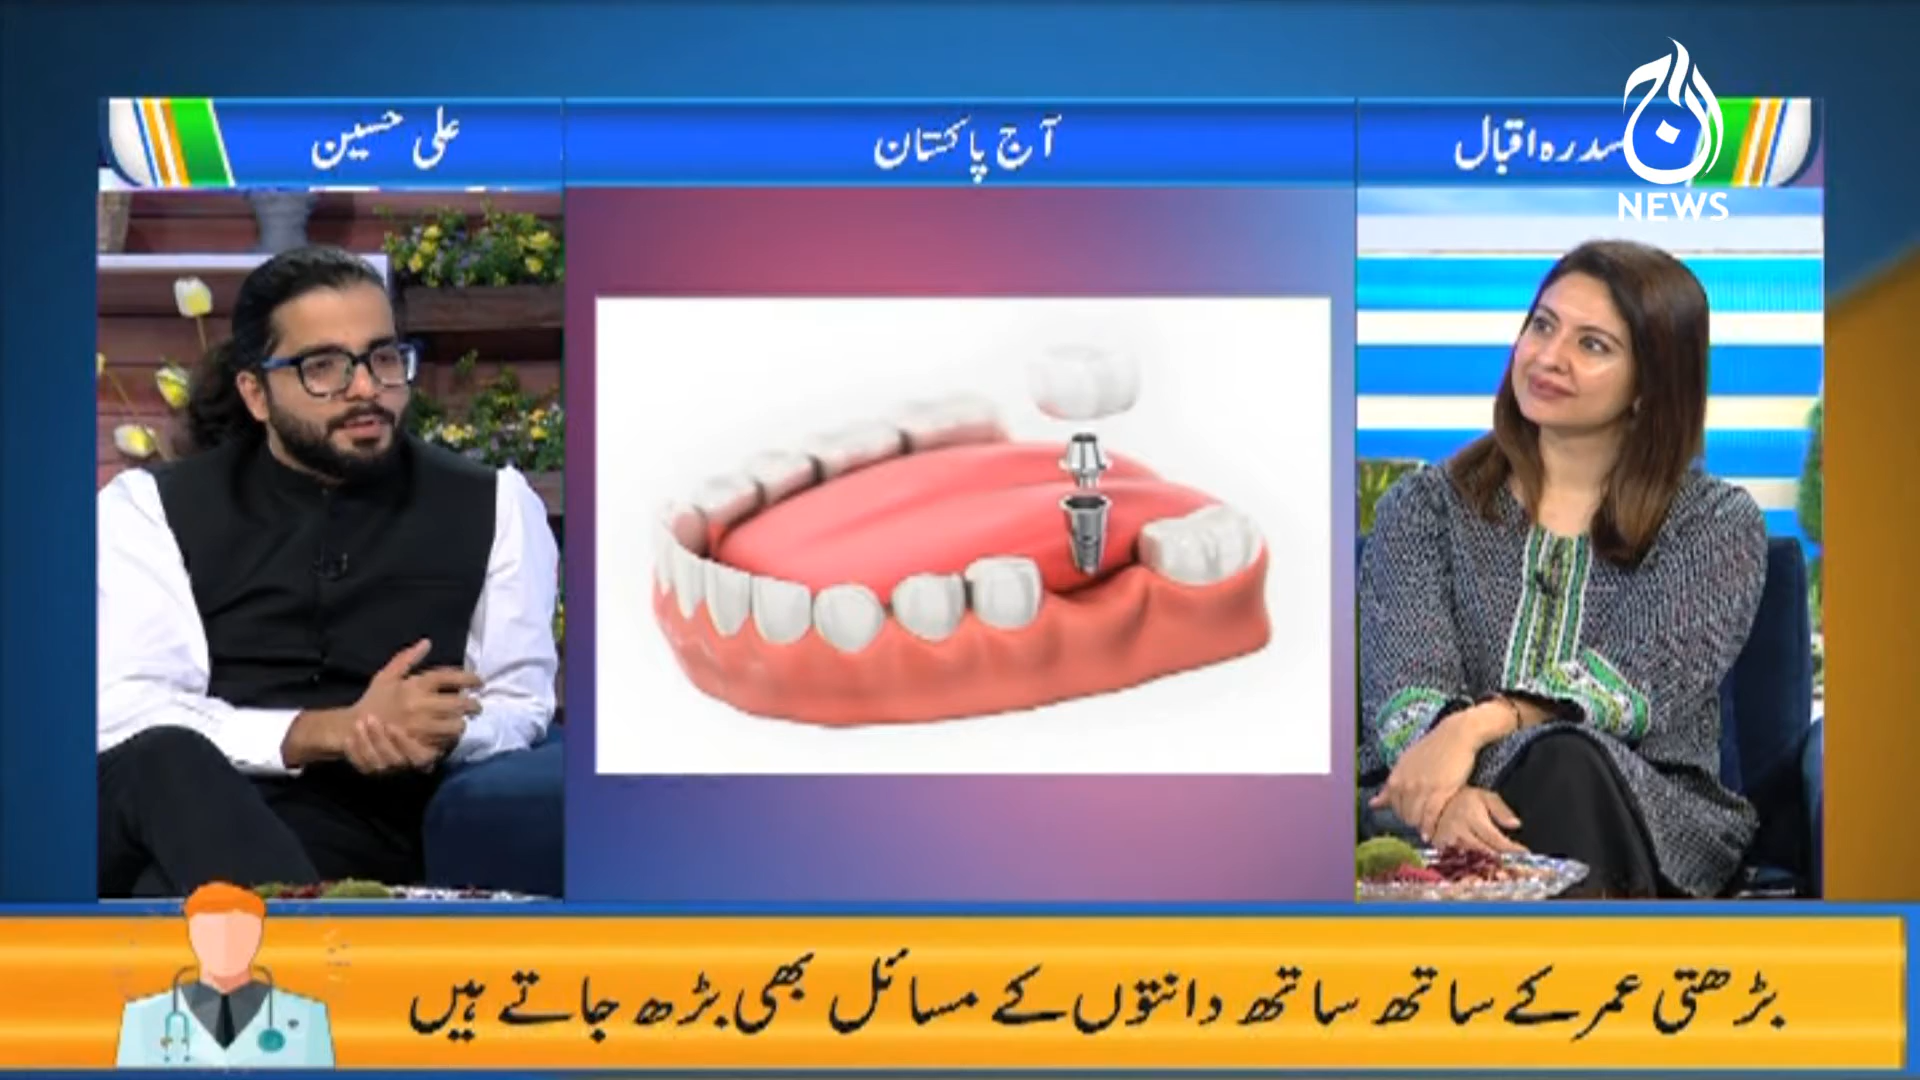 سدرہ اقبال
آج پاکستان
علی حسین
آج
NEWS
بڑھتی عمر کے ساتھ ساتھ دانتوں کے مسائل بھی بڑھ جاتے ہیں